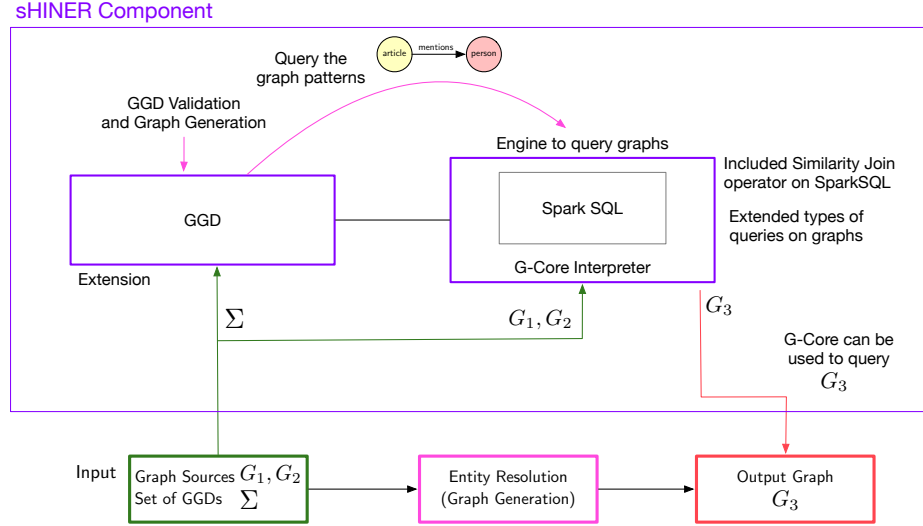 sHINER Component
Query the
graph patterns
article
mentions
person
GGD Validation
and Graph Generation
Engine to query graphs
Included Similarity Join
operator on SparkSQL
Extended types of
queries on graphs
GGD
Spark SQL
G-Core Interpreter
Extension
Σ
G₁, G₂
G₃
G-Core can be
used to query
G₃
Input
Graph Sources G₁, G₂
Set of GGDs Σ
Entity Resolution
(Graph Generation)
Output Graph
G₃